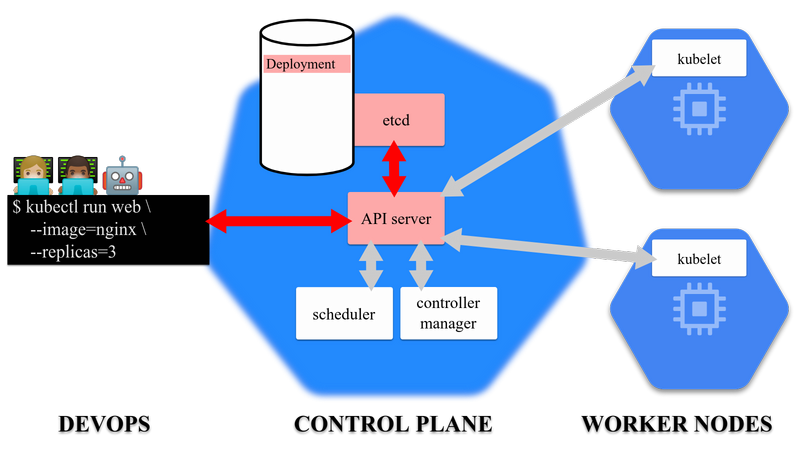 Deployment
etcd
kubelet
$ kubectl run web \
--image=nginx \
--replicas=3
API server
kubelet
scheduler
controller
manager
DEVOPS
CONTROL PLANE
WORKER NODES